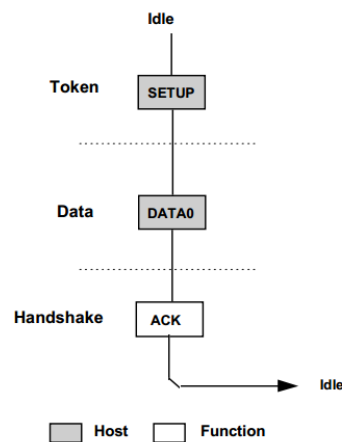 Idle
Token
SETUP
Data
DATA0
Handshake
ACK
Idle
Host
Function